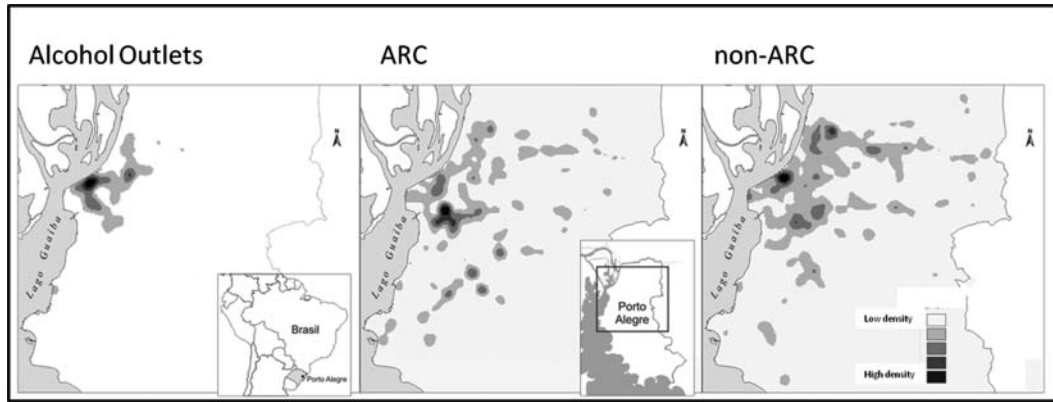 Alcohol Outlets
ARC
non-ARC
N
N
N
Lago Guaíba
Lago Guaíba
Lago Guaíba
Brasil
Porto Alegre
Porto
Alegre
Low density
High density